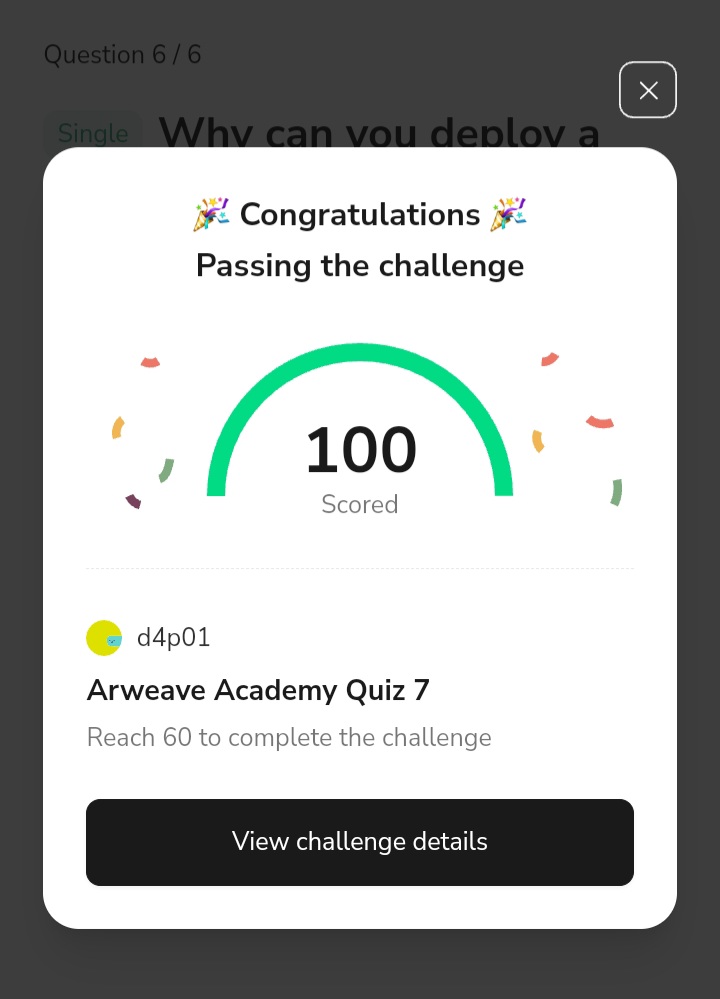 Question 6 / 6
Single Why can you deploy a
🎉 Congratulations 🎉
Passing the challenge
100
Scored
d4p01
Arweave Academy Quiz 7
Reach 60 to complete the challenge
View challenge details